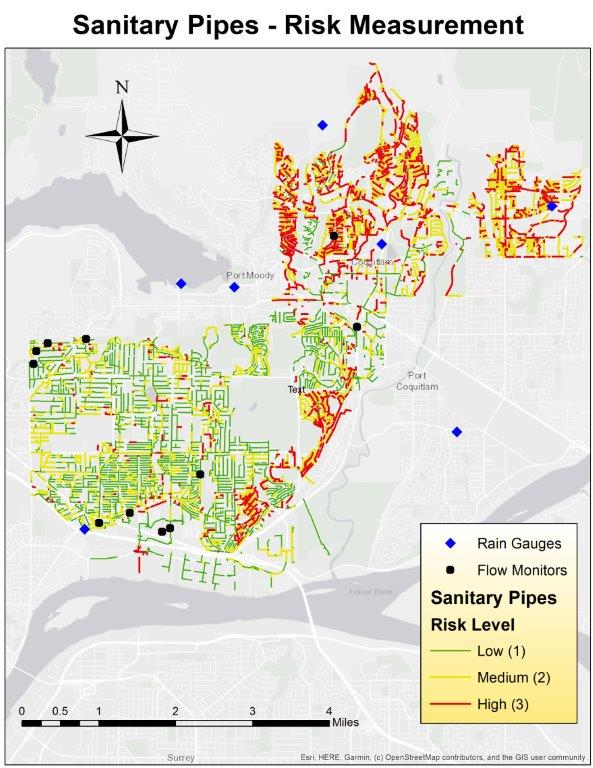 Sanitary Pipes - Risk Measurement
N
Port Moody
Coquitlam
Port
Coquitlam
Text
Rain Gauges
Flow Monitors
Sanitary Pipes
Risk Level
Low (1)
Medium (2)
High (3)
Fraser River
0 0.5 1 2 3 4
Miles
Surrey
Esri, HERE, Garmin, (c) OpenStreetMap contributors, and the GIS user community